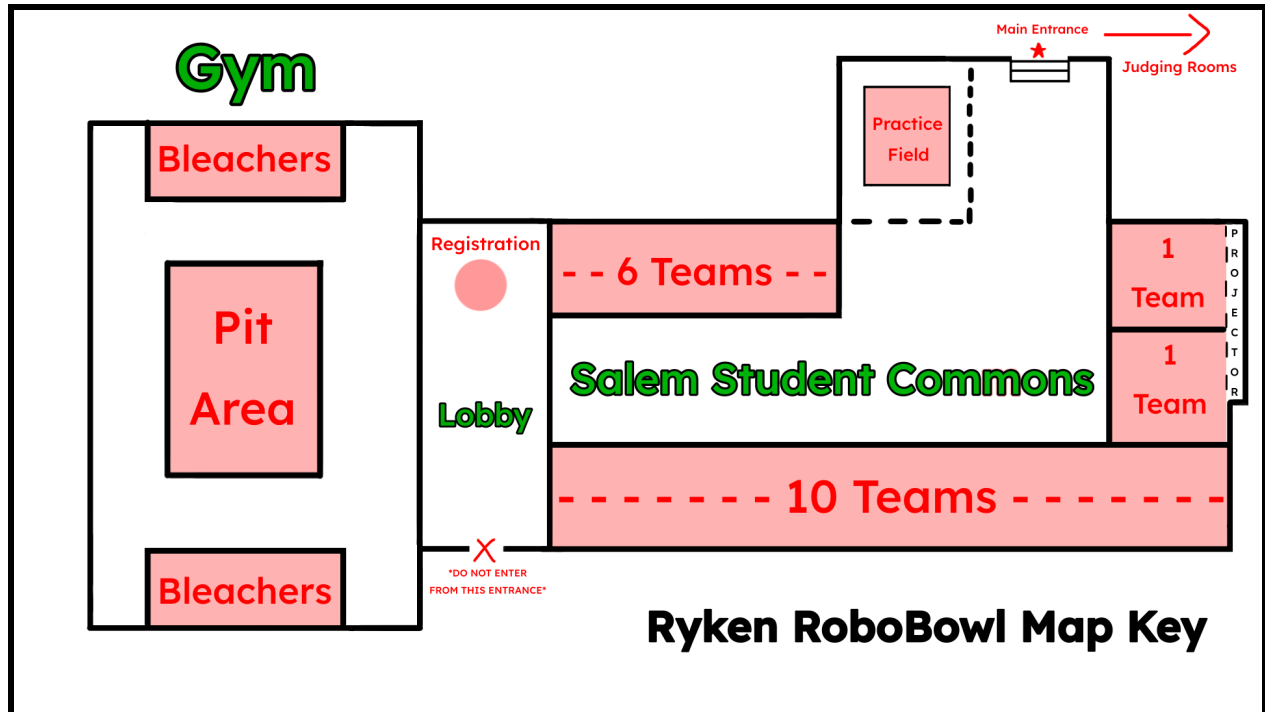 Main Entrance
Judging Rooms
Gym
Practice
Field
Bleachers
Registration
- - 6 Teams - -
1
Team
PROJECTOR
Pit
Area
Salem Student Commons
1
Team
Lobby
- - - - - - - 10 Teams - - - - - - -
*DO NOT ENTER
FROM THIS ENTRANCE*
Bleachers
Ryken RoboBowl Map Key